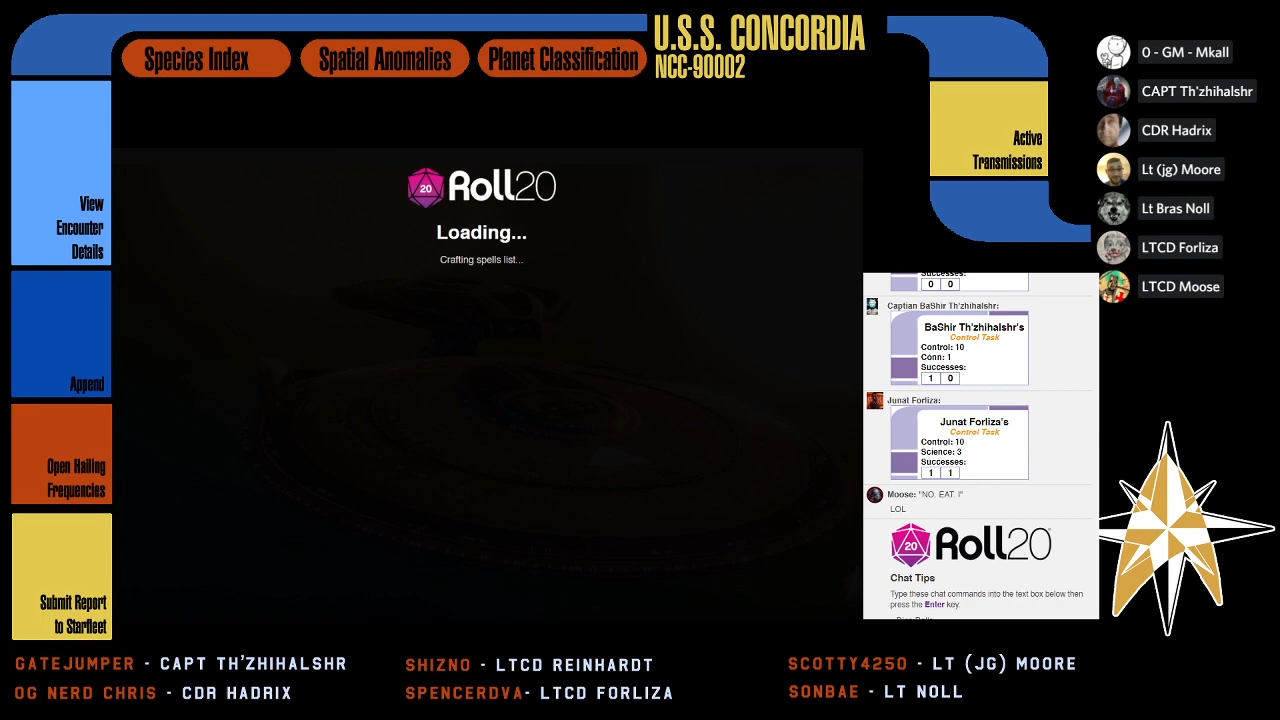 Species Index
Spatial Anomalies
Planet Classification
U.S.S. CONCORDIA
NCC-90002
View
Encounter
Details
Append
Open Hailing
Frequencies
Submit Report
to Starfleet
Active
Transmissions
0 - GM - Mkall
CAPT Th'zhihalshr
CDR Hadrix
Lt (jg) Moore
Lt Bras Noll
LTCD Forliza
LTCD Moose
20 Roll20
Loading...
Crafting spells list...
Successes:
0 0
Captian BaShir Th'zhihalshr:
BaShir Th'zhihalshr's
Control Task
Control: 10
Conn: 1
Successes:
1 0
Junat Forliza:
Junat Forliza's
Control Task
Control: 10
Science: 3
Successes:
1 1
Moose: "NO. EAT. I"
LOL
20 Roll20
Chat Tips
Type these chat commands into the text box below then
press the Enter key.
GATEJUMPER - CAPT TH'ZHIHALSHR
OG NERD CHRIS - CDR HADRIX
SHIZNO - LTCD REINHARDT
SPENCERDVA- LTCD FORLIZA
SCOTTY4250 - LT (JG) MOORE
SONBAE - LT NOLL